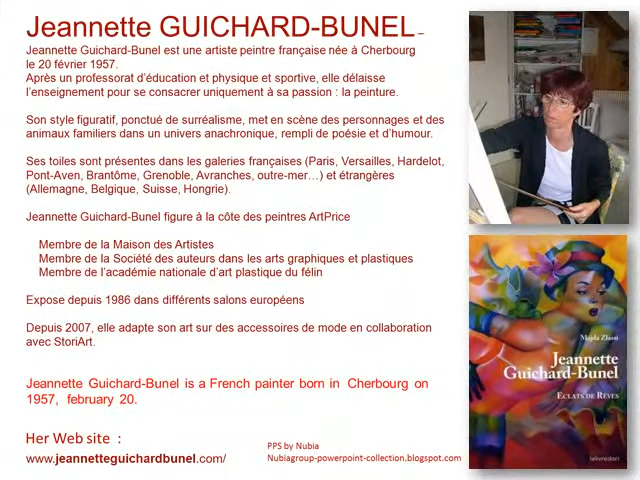 Jeannette GUICHARD-BUNEL –
Jeannette Guichard-Bunel est une artiste peintre française née à Cherbourg
le 20 février 1957.
Après un professorat d'éducation et physique et sportive, elle délaisse
l'enseignement pour se consacrer uniquement à sa passion : la peinture.
Son style figuratif, ponctué de surréalisme, met en scène des personnages et des
animaux familiers dans un univers anachronique, rempli de poésie et d'humour.
Ses toiles sont présentes dans les galeries françaises (Paris, Versailles, Hardelot,
Pont-Aven, Brantôme, Grenoble, Avranches, outre-mer…) et étrangères
(Allemagne, Belgique, Suisse, Hongrie).
Jeannette Guichard-Bunel figure à la côte des peintres ArtPrice
Membre de la Maison des Artistes
Membre de la Société des auteurs dans les arts graphiques et plastiques
Membre de l'académie nationale d'art plastique du félin
Expose depuis 1986 dans différents salons européens
Depuis 2007, elle adapte son art sur des accessoires de mode en collaboration
avec StoriArt.
Jeannette Guichard-Bunel is a French painter born in Cherbourg on
1957, february 20.
Her Web site :
www.jeannetteguichardbunel.com/
PPS by Nubia
Nubiagroup-powerpoint-collection.blogspot.com
Majda Zlassi
Jeannette
Guichard-Bunel
ECLATS DE RÊVES
lelivredart